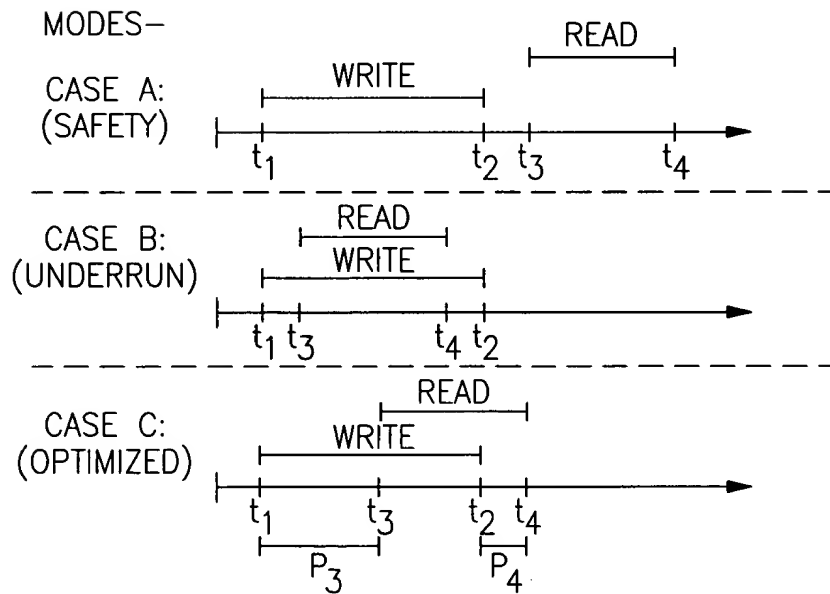 MODES–
READ
CASE A:
WRITE
(SAFETY)
t1 t2 t3 t4
READ
CASE B:
WRITE
(UNDERRUN)
t1 t3 t4 t2
READ
CASE C:
WRITE
(OPTIMIZED)
t1 t3 t2 t4
P3 P4